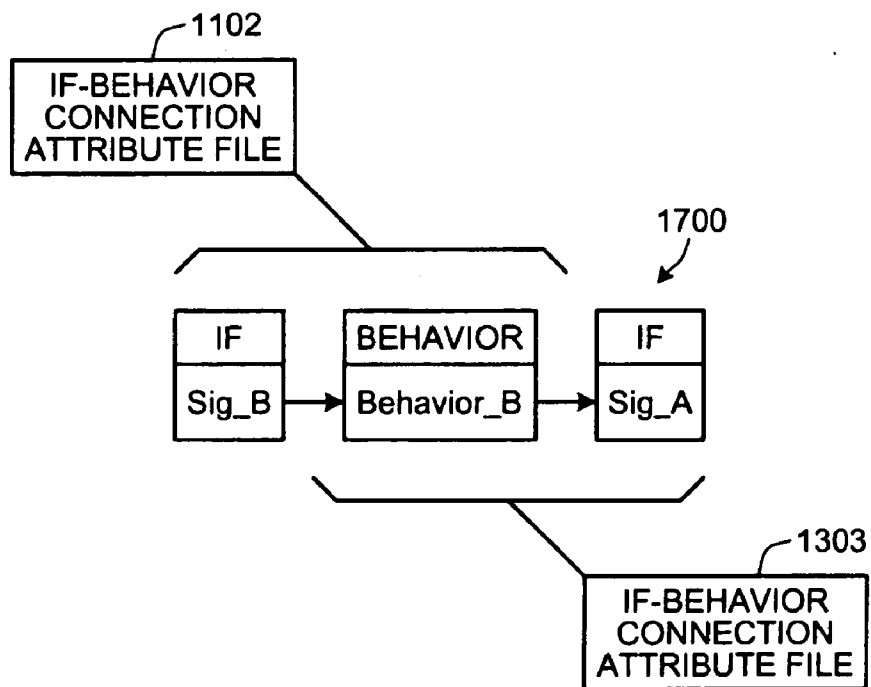 1102
IF-BEHAVIOR
CONNECTION
ATTRIBUTE FILE
1700
IF BEHAVIOR IF
Sig_B Behavior_B Sig_A
1303
IF-BEHAVIOR
CONNECTION
ATTRIBUTE FILE